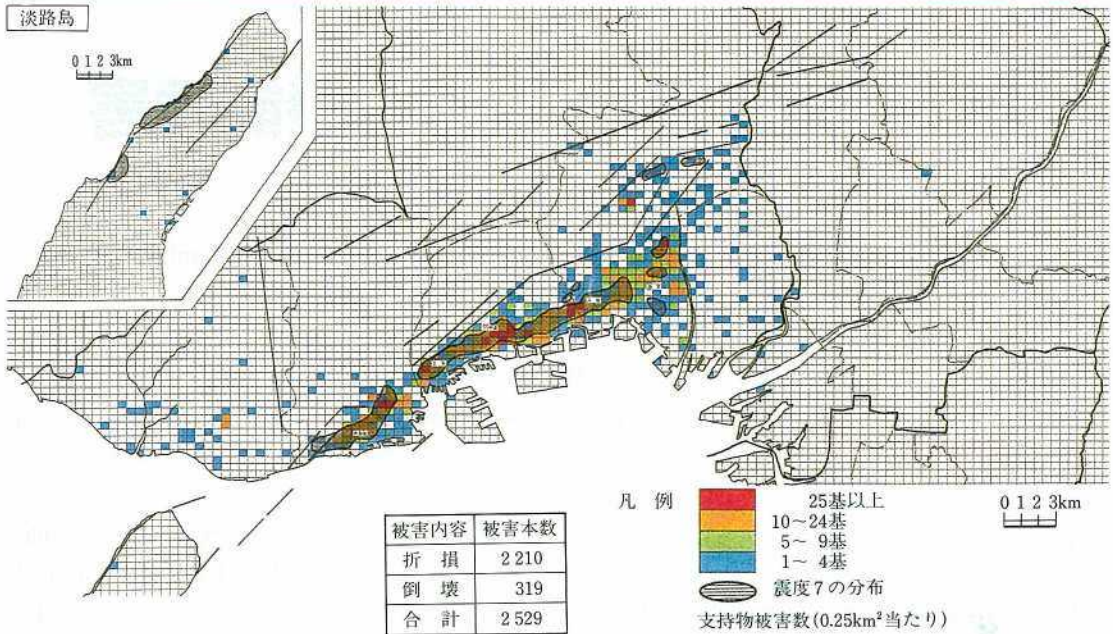 淡路島
0 1 2 3km
被害内容 被害本数
折 損 2 210
倒 壊 319
合 計 2 529
凡 例
25基以上
10～24基
5～ 9基
1～ 4基
震度7の分布
支持物被害数(0.25km²当たり)
0 1 2 3km